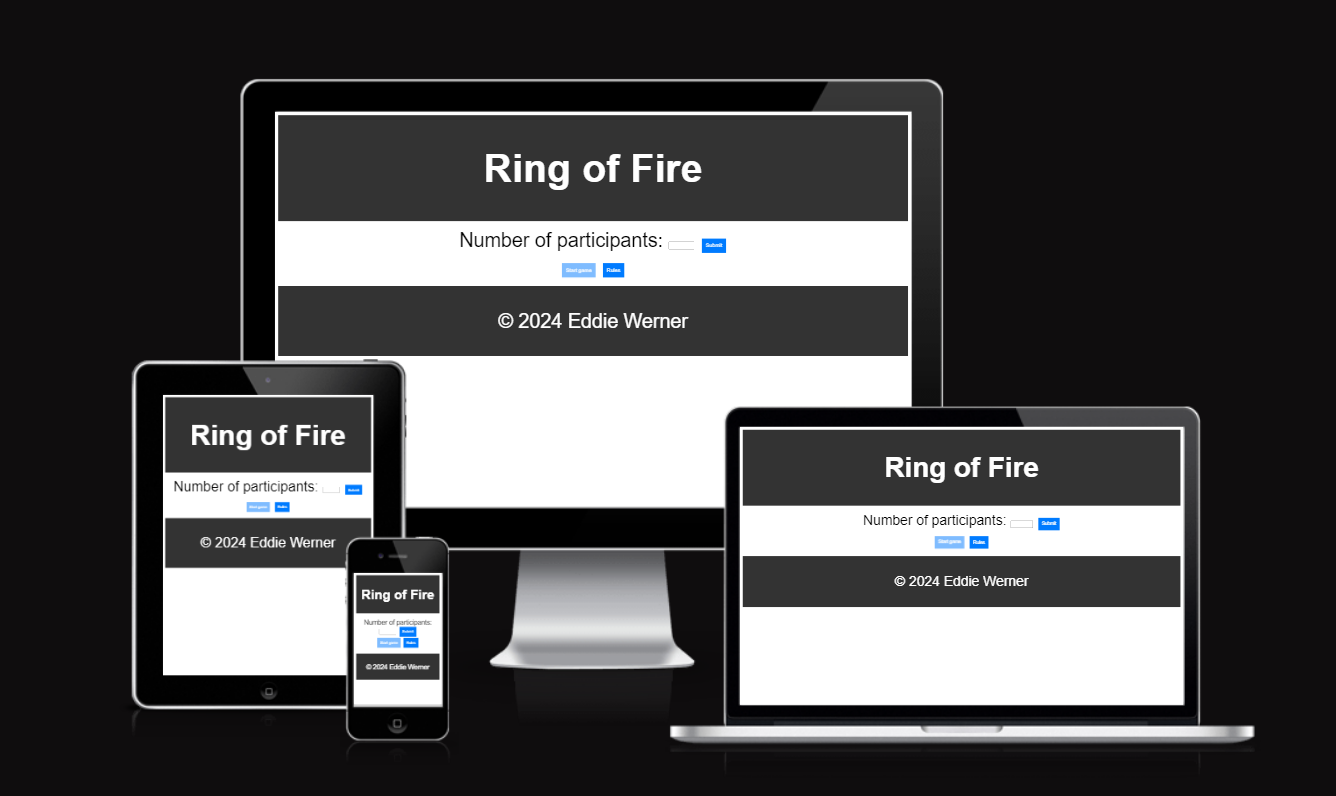 Ring of Fire
Number of participants: Submit
Start game Rules
© 2024 Eddie Werner
Ring of Fire
Number of participants: Submit
Start game Rules
© 2024 Eddie Werner
Ring of Fire
Number of participants:
Submit
Start game Rules
© 2024 Eddie Werner
Ring of Fire
Number of participants: Submit
Start game Rules
© 2024 Eddie Werner